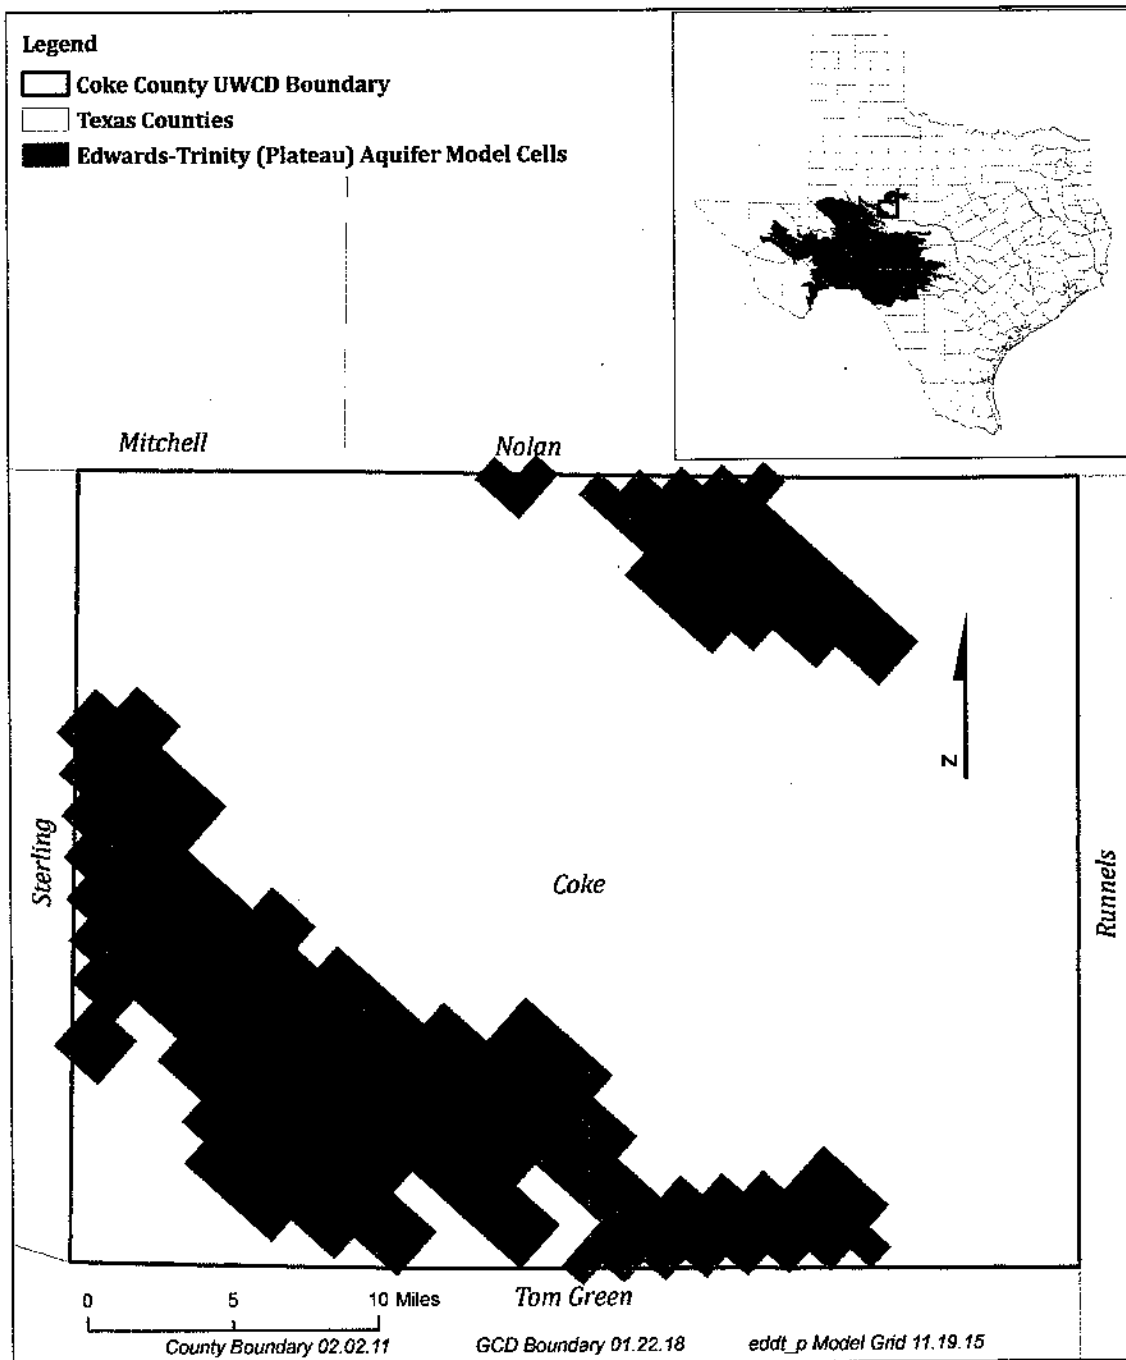 Legend
Coke County UWCD Boundary
Texas Counties
Edwards-Trinity (Plateau) Aquifer Model Cells
Mitchell
Nolan
Sterling
Coke
Runnels
N
Tom Green
0 5 10 Miles
County Boundary 02.02.11 GCD Boundary 01.22.18 eddt_p Model Grid 11.19.15